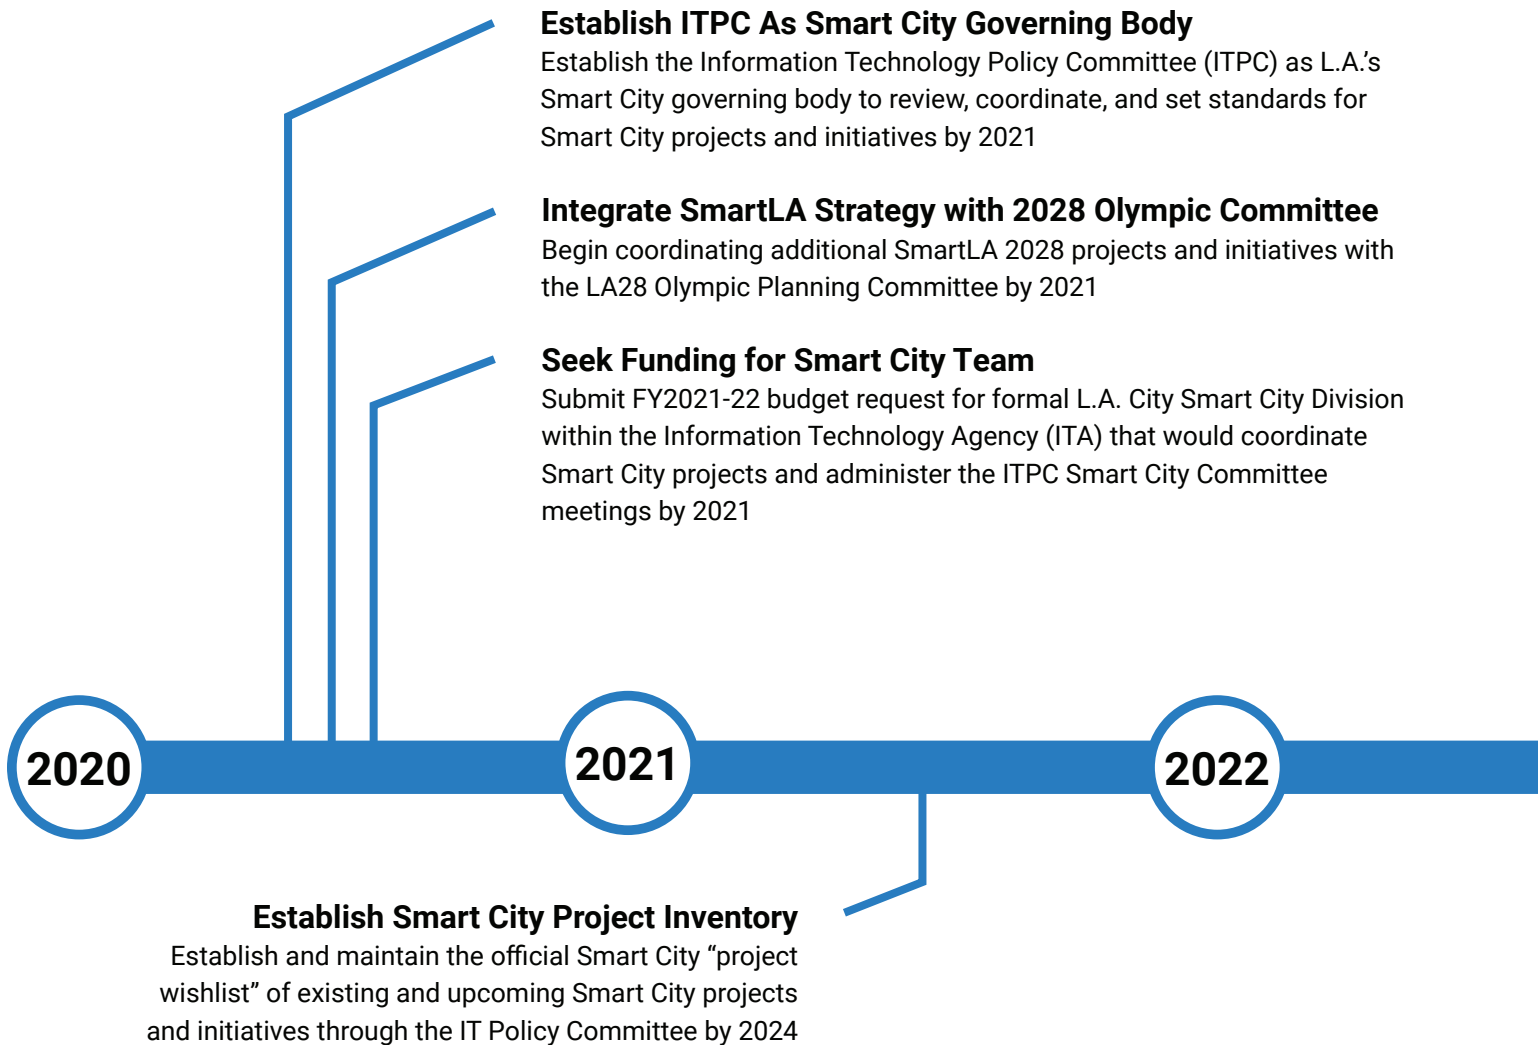 Establish ITPC As Smart City Governing Body
Establish the Information Technology Policy Committee (ITPC) as L.A.’s
Smart City governing body to review, coordinate, and set standards for
Smart City projects and initiatives by 2021
Integrate SmartLA Strategy with 2028 Olympic Committee
Begin coordinating additional SmartLA 2028 projects and initiatives with
the LA28 Olympic Planning Committee by 2021
Seek Funding for Smart City Team
Submit FY2021-22 budget request for formal L.A. City Smart City Division
within the Information Technology Agency (ITA) that would coordinate
Smart City projects and administer the ITPC Smart City Committee
meetings by 2021
2020
2021
2022
Establish Smart City Project Inventory
Establish and maintain the official Smart City “project
wishlist” of existing and upcoming Smart City projects
and initiatives through the IT Policy Committee by 2024